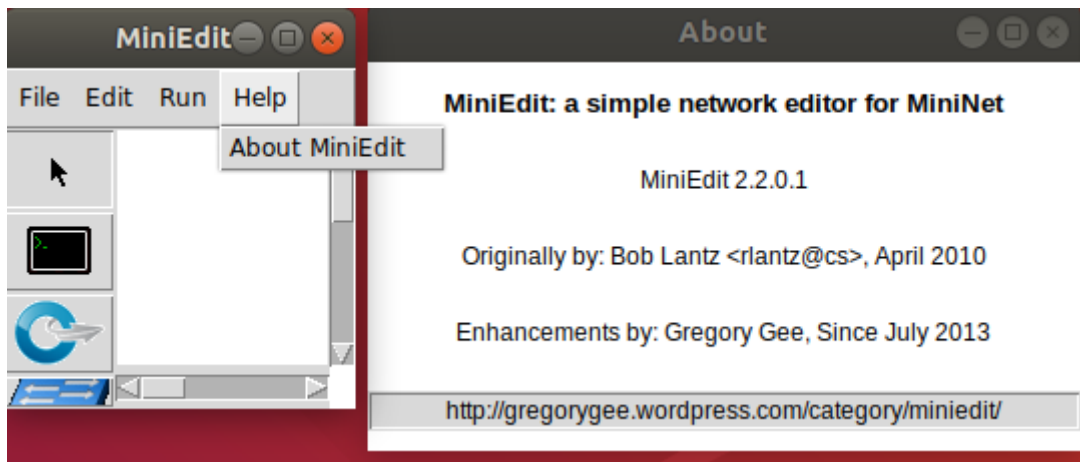 MiniEdit
File Edit Run Help
About MiniEdit
>_
About
MiniEdit: a simple network editor for MiniNet
MiniEdit 2.2.0.1
Originally by: Bob Lantz <rlantz@cs>, April 2010
Enhancements by: Gregory Gee, Since July 2013
http://gregorygee.wordpress.com/category/miniedit/